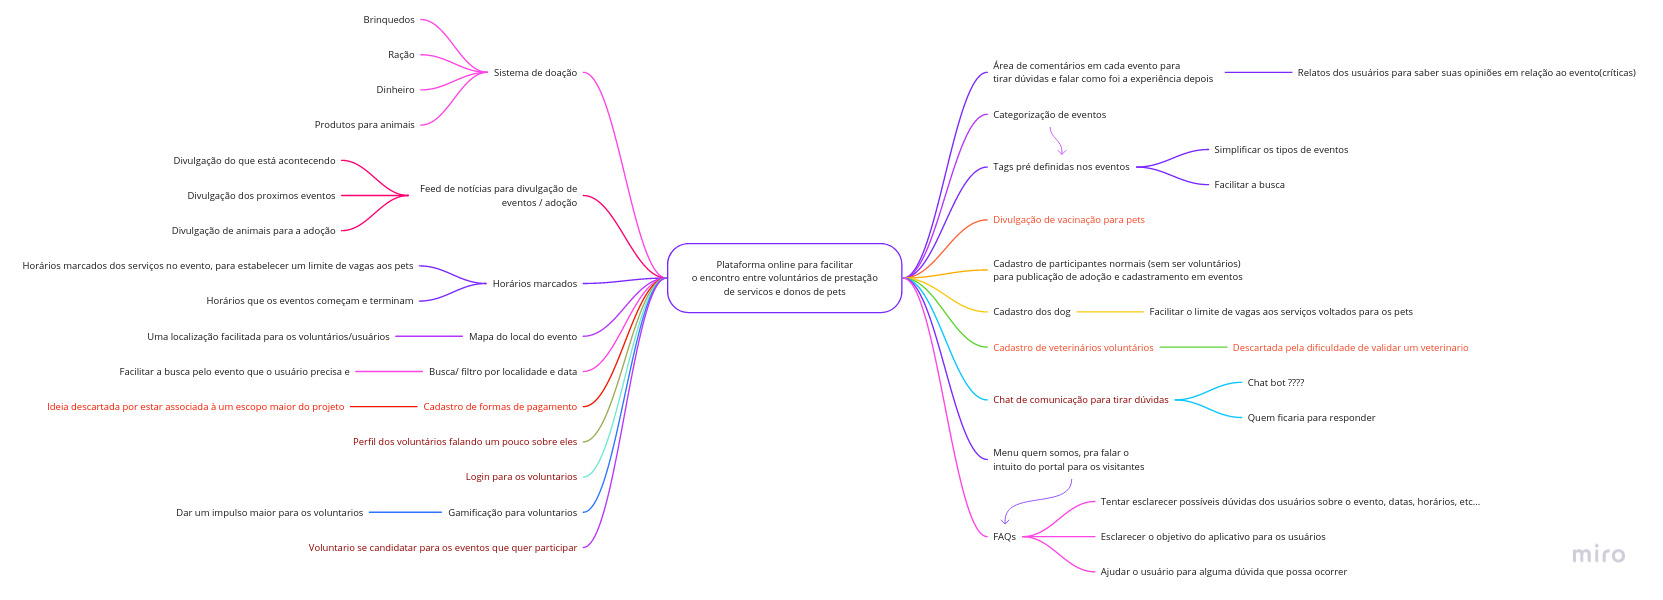 Brinquedos
Ração
Sistema de doação
Dinheiro
Produtos para animais
Divulgação do que está acontecendo
Feed de notícias para divulgação de
eventos / adoção
Divulgação dos proximos eventos
Divulgação de animais para a adoção
Horários marcados dos serviços no evento, para estabelecer um limite de vagas aos pets
Horários marcados
Horários que os eventos começam e terminam
Uma localização facilitada para os voluntários/usuários
Mapa do local do evento
Facilitar a busca pelo evento que o usuário precisa e
Busca/ filtro por localidade e data
Ideia descartada por estar associada à um escopo maior do projeto
Cadastro de formas de pagamento
Perfil dos voluntários falando um pouco sobre eles
Login para os voluntarios
Dar um impulso maior para os voluntarios
Gamificação para voluntarios
Voluntario se candidatar para os eventos que quer participar
Plataforma online para facilitar
o encontro entre voluntários de prestação
de servicos e donos de pets
Área de comentários em cada evento para
tirar dúvidas e falar como foi a experiência depois
Relatos dos usuários para saber suas opiniões em relação ao evento(críticas)
Categorização de eventos
Tags pré definidas nos eventos
Simplificar os tipos de eventos
Facilitar a busca
Divulgação de vacinação para pets
Cadastro de participantes normais (sem ser voluntários)
para publicação de adoção e cadastramento em eventos
Cadastro dos dog
Facilitar o limite de vagas aos serviços voltados para os pets
Cadastro de veterinários voluntários
Descartada pela dificuldade de validar um veterinario
Chat de comunicação para tirar dúvidas
Chat bot ????
Quem ficaria para responder
Menu quem somos, pra falar o
intuito do portal para os visitantes
FAQs
Tentar esclarecer possíveis dúvidas dos usuários sobre o evento, datas, horários, etc...
Esclarecer o objetivo do aplicativo para os usuários
Ajudar o usuário para alguma dúvida que possa ocorrer
miro